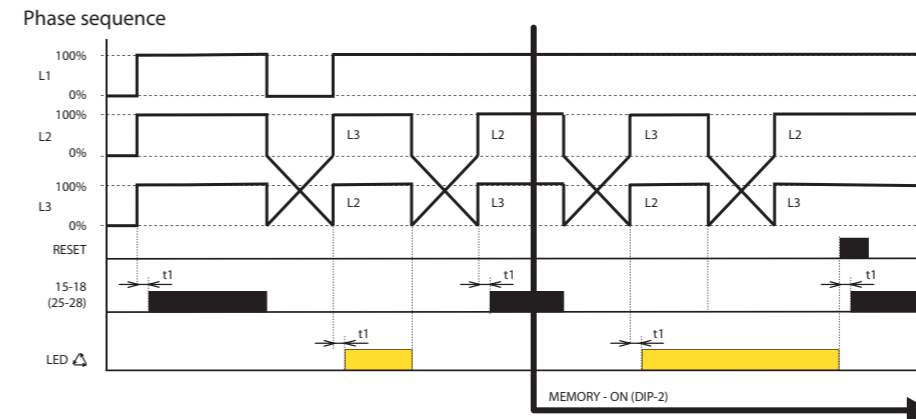 Phase sequence
100%
L1
0%
100%
L2
0%
L3
L2
L3
L2
100%
L3
0%
L2
L3
L2
L3
RESET
15-18
(25-28)
t1
t1
t1
LED
t1
t1
MEMORY - ON (DIP-2)